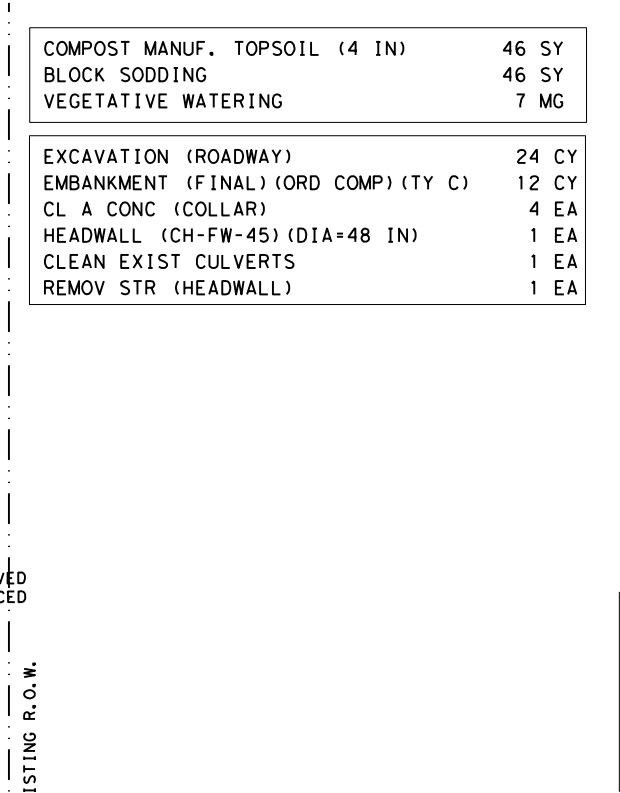 COMPOST MANUF. TOPSOIL (4 IN) 46 SY
BLOCK SODDING 46 SY
VEGETATIVE WATERING 7 MG
EXCAVATION (ROADWAY) 24 CY
EMBANKMENT (FINAL)(ORD COMP)(TY C) 12 CY
CL A CONC (COLLAR) 4 EA
HEADWALL (CH-FW-45)(DIA=48 IN) 1 EA
CLEAN EXIST CULVERTS 1 EA
REMOV STR (HEADWALL) 1 EA
R.O.W.